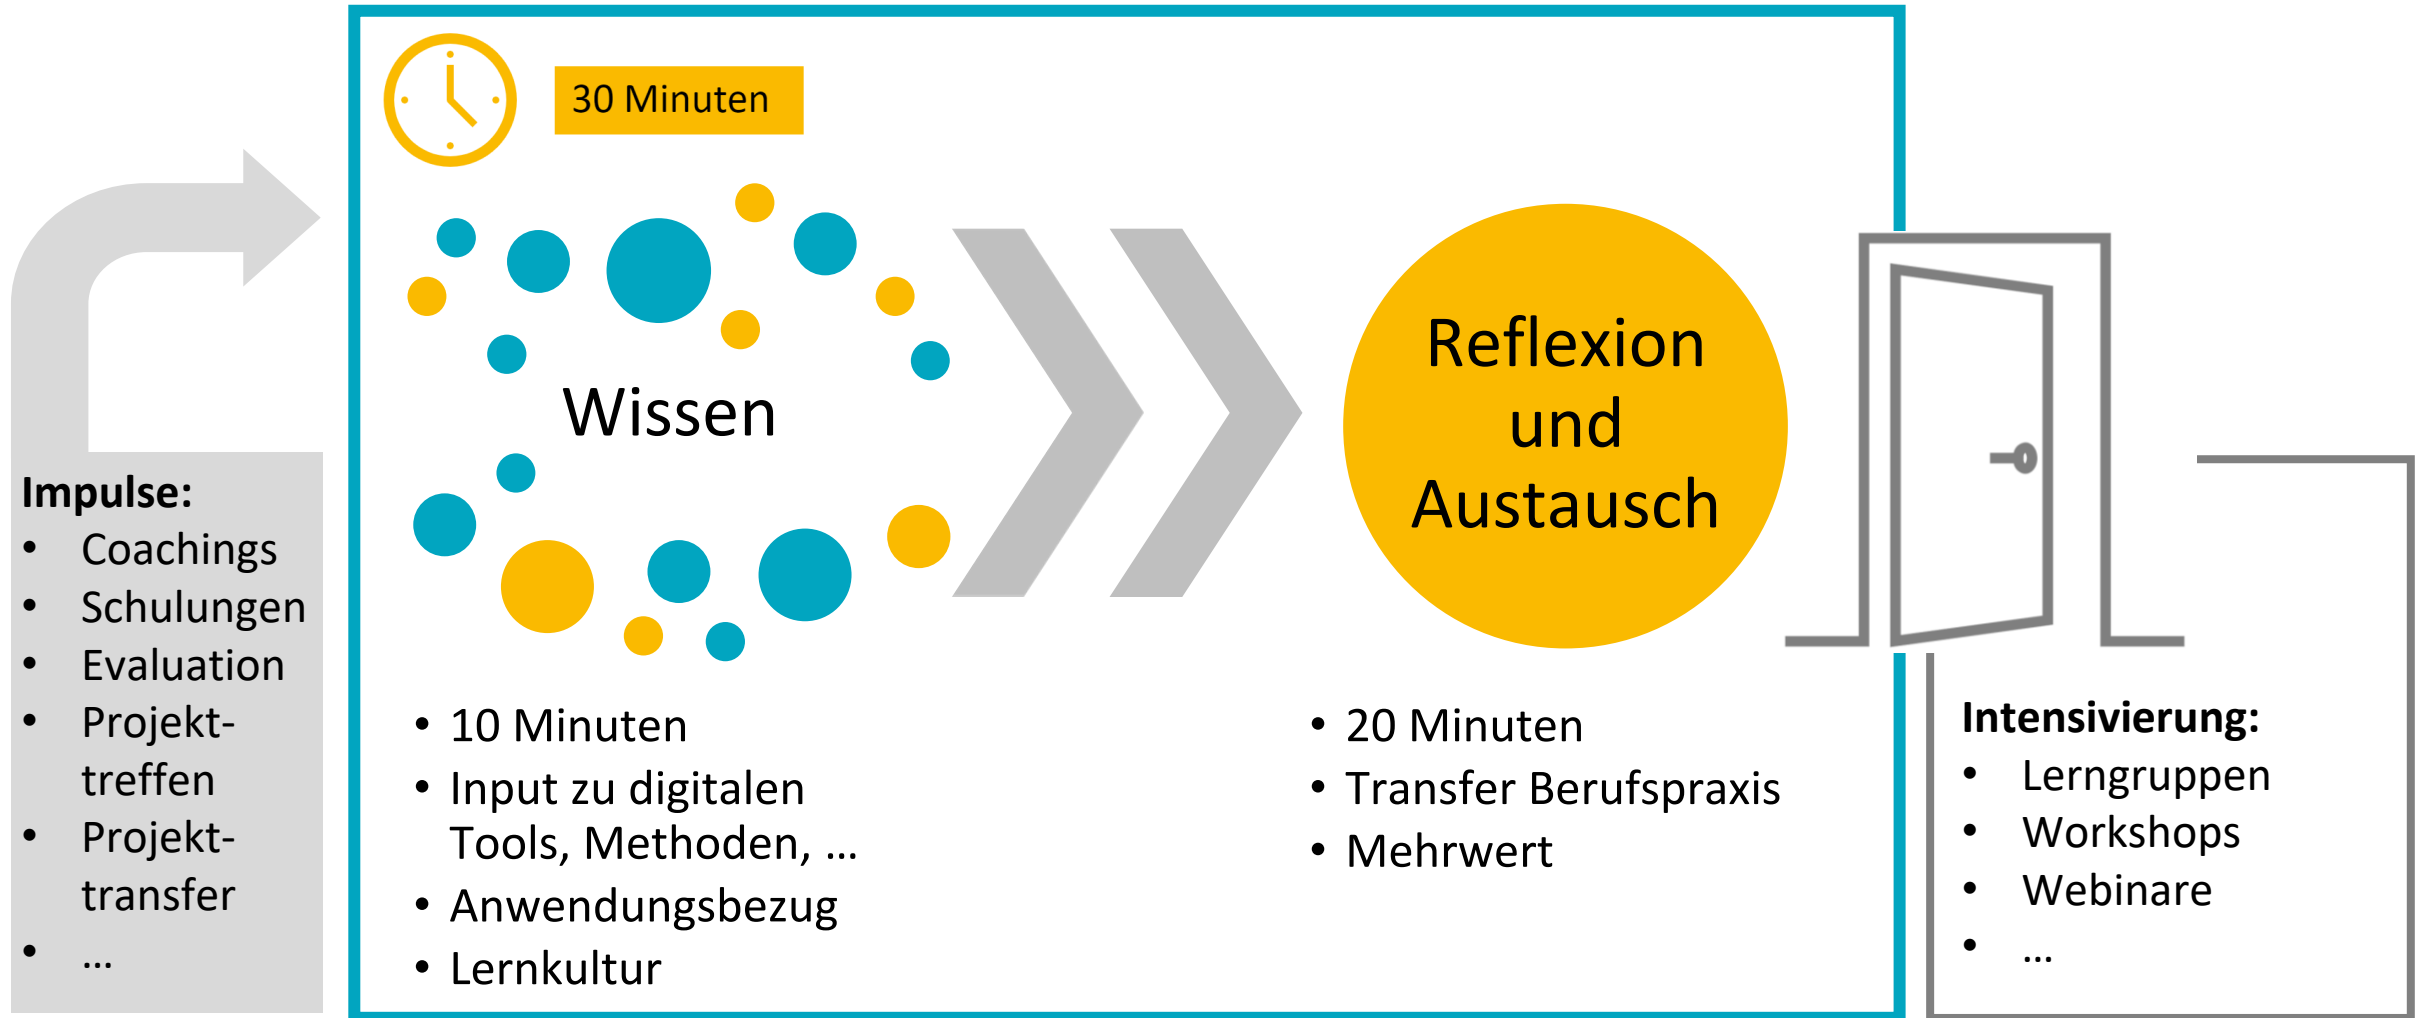 30 Minuten
Impulse:
• Coachings
• Schulungen
• Evaluation
• Projekt-
treffen
• Projekt-
transfer
• ...
Wissen
• 10 Minuten
• Input zu digitalen
Tools, Methoden, ...
• Anwendungsbezug
• Lernkultur
Reflexion
und
Austausch
• 20 Minuten
• Transfer Berufspraxis
• Mehrwert
Intensivierung:
• Lerngruppen
• Workshops
• Webinare
• ...